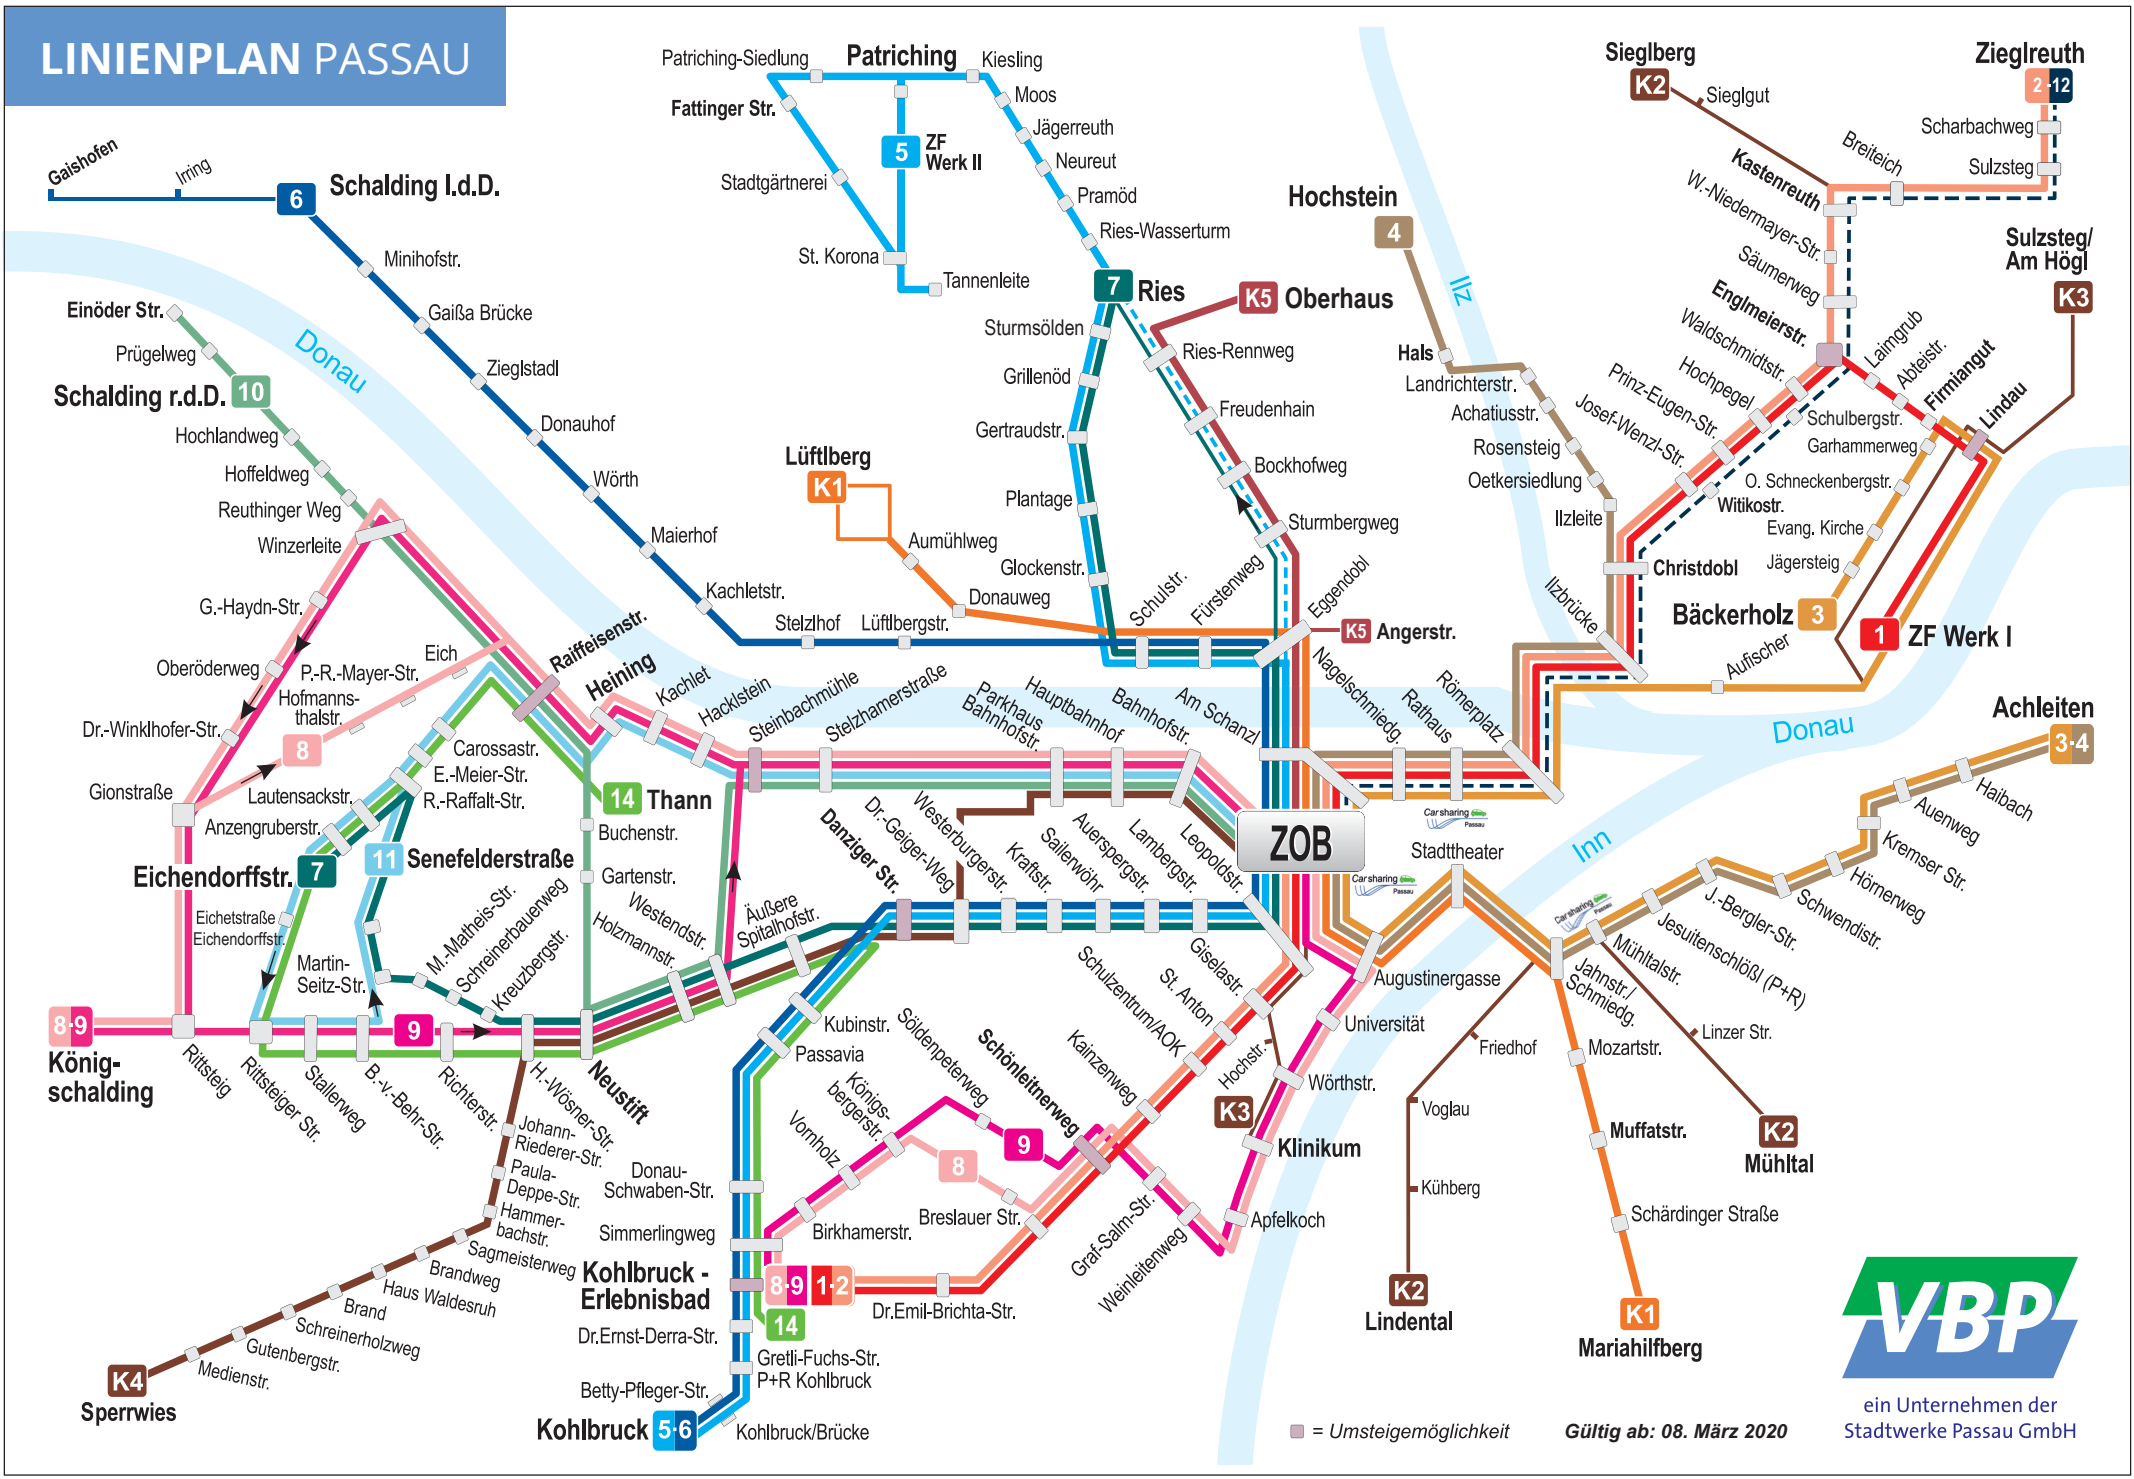 LINIENPLAN PASSAU
Patriching-Siedlung
Patriching
Kiesling
Fattinger Str.
Moos
Jägerreuth
5
ZF
Werk II
Neureut
Stadtgärtnerei
Pramöd
Ries-Wasserturm
St. Korona
Tannenleite
7
Ries
K5
Oberhaus
Sturmsölden
Ries-Rennweg
Grillenöd
Freudenhain
Gertraudstr.
Bockhofweg
Plantage
Sturmbergweg
Glockenstr.
Schulstr.
Fürstenweg
Eggendobl
K5
Angerstr.
Gaishofen
Irring
6
Schalding l.d.D.
Minihofstr.
Gaißa Brücke
Zieglstadl
Donauhof
Wörth
Maierhof
Kachletstr.
Stelzlhof
Lüftlbergstr.
Lüftlberg
K1
Aumühlweg
Donauweg
Donau
Einöder Str.
Prügelweg
Schalding r.d.D.
10
Hochlandweg
Hoffeldweg
Reuthinger Weg
Winzerleite
G.-Haydn-Str.
Oberöderweg
Dr.-Winklhofer-Str.
Gionstraße
Eich
P.-R.-Mayer-Str.
Hofmanns-
thalstr.
8
Raiffeisenstr.
Heining
Kachlet
Hacklstein
Steinbachmühle
Stelzhamerstraße
Parkhaus
Bahnhofstr.
Hauptbahnhof
Bahnhofstr.
Am Schanzl
Nagelschmiedg.
Rathaus
Römerplatz
Ilzbrücke
Carossastr.
E.-Meier-Str.
R.-Raffalt-Str.
Lautensackstr.
Anzengruberstr.
14
Thann
Buchenstr.
Gartenstr.
Eichendorffstr.
7
11
Senefelderstraße
Eichetstraße
Eichendorffstr.
Martin-
Seitz-Str.
M.-Matheis-Str.
Schreinerbauerweg
Kreuzbergstr.
Holzmannstr.
Westendstr.
Äußere
Spitalhofstr.
Danziger Str.
Dr.-Geiger-Weg
Westerburgerstr.
Kraftstr.
Sailerwöhr
Auerspergstr.
Lambergstr.
Leopoldstr.
ZOB
8·9
König-
schalding
9
Rittsteig
Rittsteiger Str.
Stallerweg
B.-v.-Behr-Str.
Richterstr.
H.-Wösner-Str.
Neustift
Johann-
Riederer-Str.
Paula-
Deppe-Str.
Hammer-
bachstr.
Sagmeisterweg
Brandweg
Haus Waldesruh
Brand
Schreinerholzweg
Gutenbergstr.
Medienstr.
K4
Sperrwies
Kubinstr.
Passavia
Donau-
Schwaben-Str.
Simmerlingweg
Kohlbruck -
Erlebnisbad
8·9
1·2
14
Dr.Ernst-Derra-Str.
Gretli-Fuchs-Str.
P+R Kohlbruck
Betty-Pfleger-Str.
Kohlbruck
5·6
Kohlbruck/Brücke
Königs-
bergerstr.
Vornholz
Birkhamerstr.
Söldenpeterweg
9
8
Schönleitnerweg
Breslauer Str.
Dr.Emil-Brichta-Str.
Kainzenweg
Schulzentrum/AOK
St. Anton
Giselastr.
Hochstr.
K3
Graf-Salm-Str.
Weinleitenweg
Apfelkoch
Klinikum
Wörthstr.
Universität
Augustinergasse
Stadttheater
Carsharing
Passau
Carsharing
Passau
Carsharing
Passau
Hochstein
4
Ilz
Hals
Landrichterstr.
Achatiusstr.
Rosensteig
Oetkersiedlung
Ilzleite
Christdobl
Sieglberg
K2
Sieglgut
Kastenreuth
Breiteich
Zieglreuth
2·12
Scharbachweg
Sulzsteg
W.-Niedermayer-Str.
Säumerweg
Englmeierstr.
Waldschmidtstr.
Hochpegel
Prinz-Eugen-Str.
Josef-Wenzl-Str.
Sulzsteg/
Am Högl
K3
Laimgrub
Abteistr.
Firmiangut
Lindau
Schulbergstr.
Garhammerweg
O. Schneckenbergstr.
Witikostr.
Evang. Kirche
Jägersteig
Bäckerholz
3
1
ZF Werk I
Aufischer
Donau
Inn
Achleiten
3·4
Haibach
Auenweg
Kremser Str.
Hörnerweg
Schwendistr.
J.-Bergler-Str.
Jesuitenschlößl (P+R)
Mühltalstr.
Jahnstr./
Schmiedg.
Linzer Str.
K2
Mühltal
Friedhof
Voglau
Kühberg
K2
Lindental
Mozartstr.
Muffatstr.
Schärdinger Straße
K1
Mariahilfberg
= Umsteigemöglichkeit
Gültig ab: 08. März 2020
VBP
ein Unternehmen der
Stadtwerke Passau GmbH